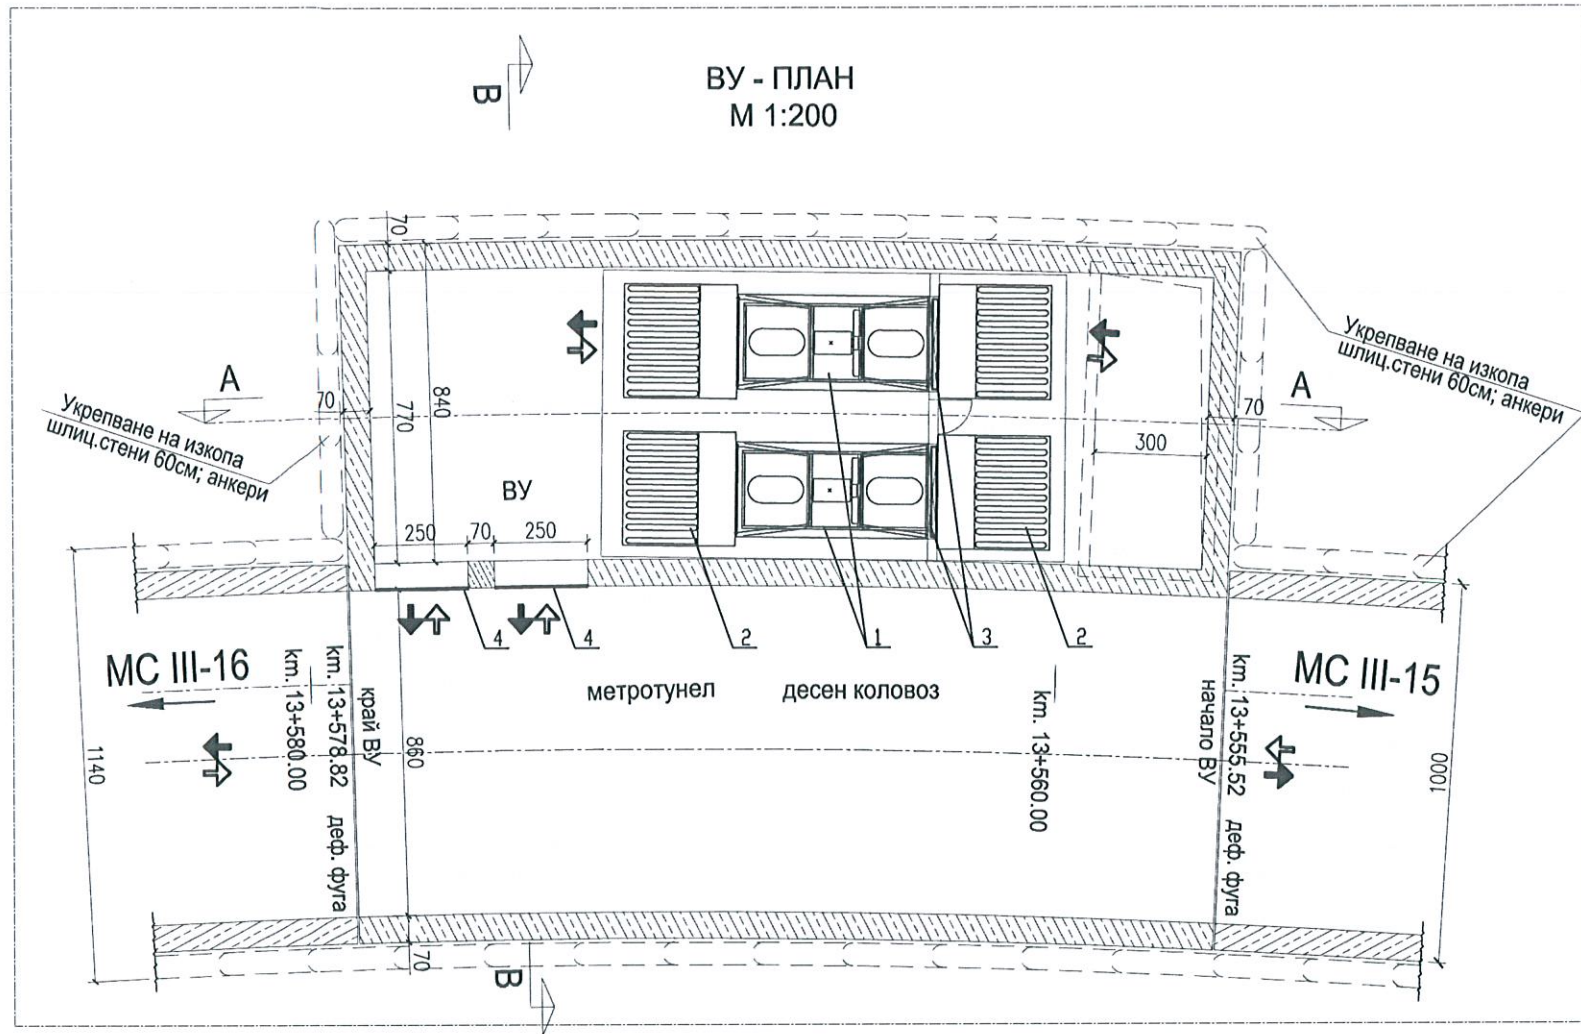 ВУ - ПЛАН
М 1:200
В
70
А
А
70
840
770
70
300
Укрепване на изкопа
шлиц.стени 60см; анкери
Укрепване на изкопа
шлиц.стени 60см; анкери
ВУ
250
70
250
4
4
2
1
3
2
МС III-16
МС III-15
метротунел
десен коловоз
km. 13+580.00
km. 13+578.82 деф. фуга
край ВУ
860
km. 13+560.00
начало ВУ
km. 13+555.52 деф. фуга
1140
1000
70
В